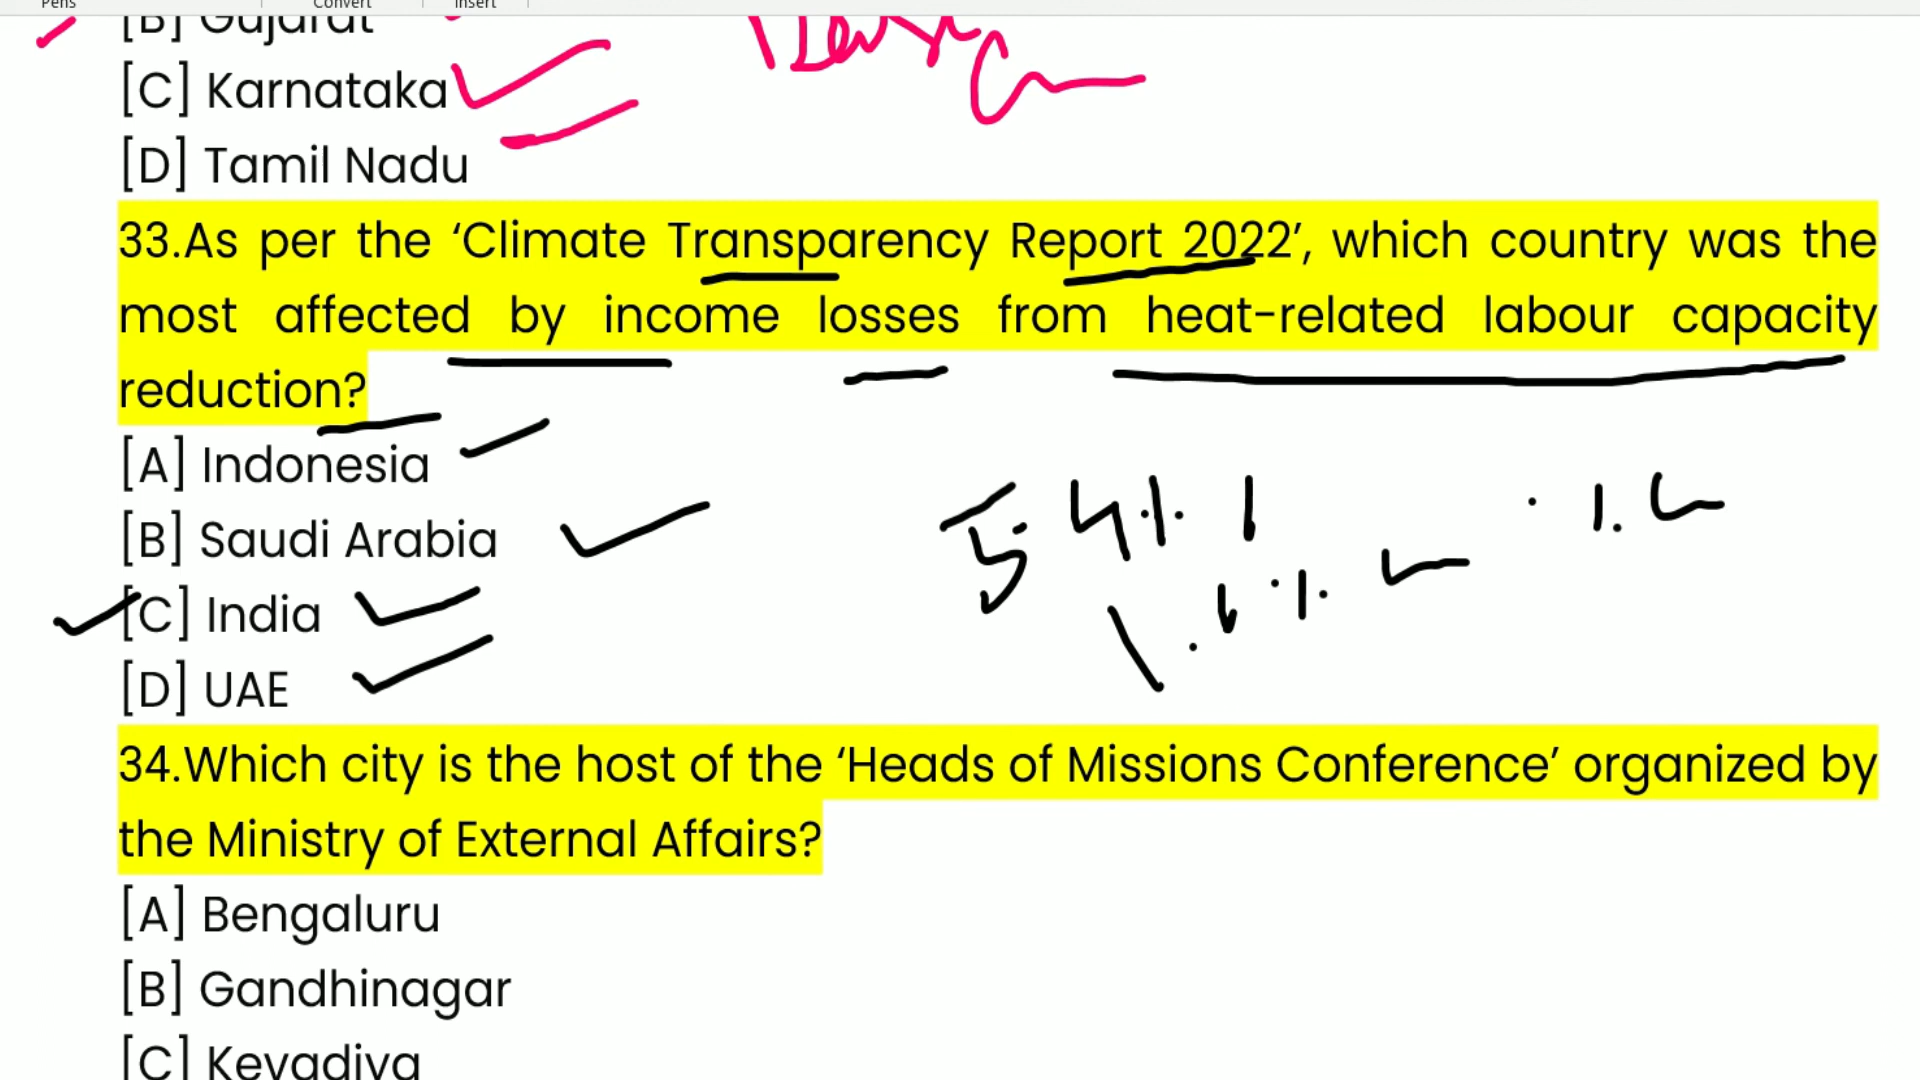 Pens Convert Insert
[B] Gujarat
[C] Karnataka
[D] Tamil Nadu
33.As per the ‘Climate Transparency Report 2022’, which country was the
most affected by income losses from heat-related labour capacity
reduction?
[A] Indonesia
[B] Saudi Arabia
[C] India
[D] UAE
5.4%
1.6%
34.Which city is the host of the ‘Heads of Missions Conference’ organized by
the Ministry of External Affairs?
[A] Bengaluru
[B] Gandhinagar
[C] Kevadiya